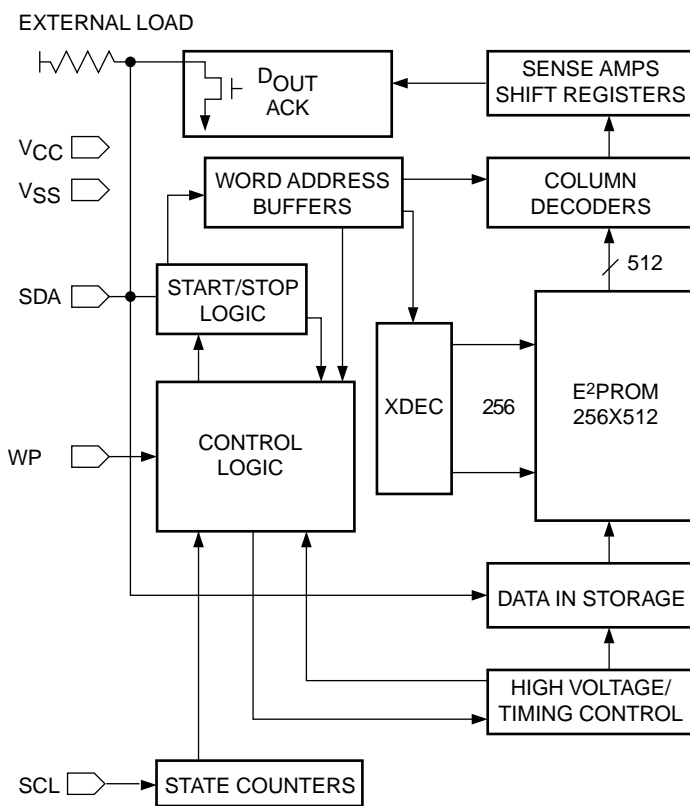 EXTERNAL LOAD
DOUT
ACK
SENSE AMPS
SHIFT REGISTERS
VCC
VSS
WORD ADDRESS
BUFFERS
COLUMN
DECODERS
512
SDA
START/STOP
LOGIC
XDEC
256
E2PROM
256X512
WP
CONTROL
LOGIC
DATA IN STORAGE
HIGH VOLTAGE/
TIMING CONTROL
SCL
STATE COUNTERS